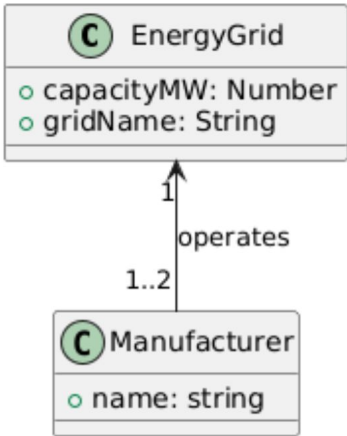 C EnergyGrid
capacityMW: Number
gridName: String
1
operates
1..2
C Manufacturer
name: string